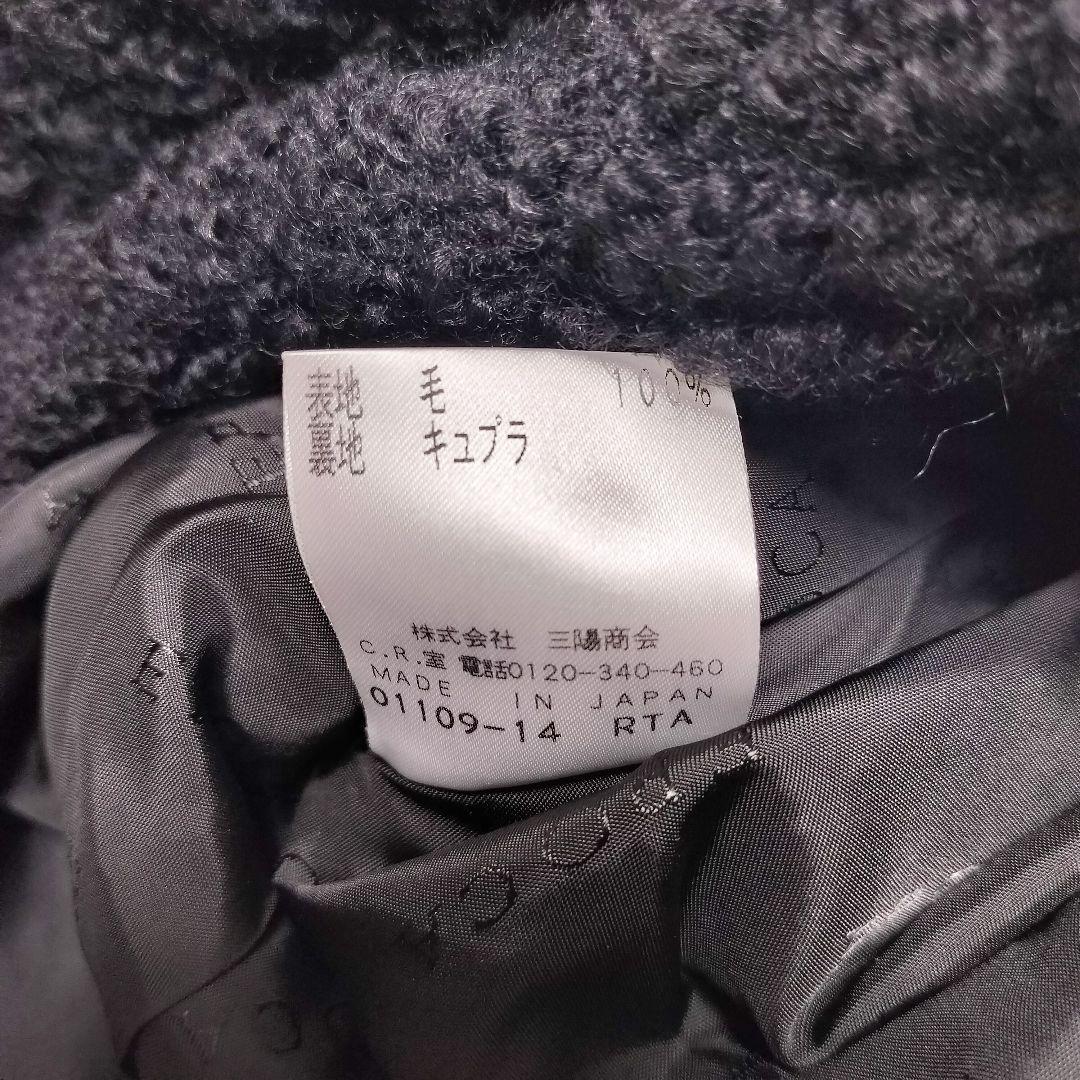 表地 毛 100%
裏地 キュプラ
株式会社 三陽商会
C.R.室 電話0120-340-460
MADE IN JAPAN
01109-14 RTA